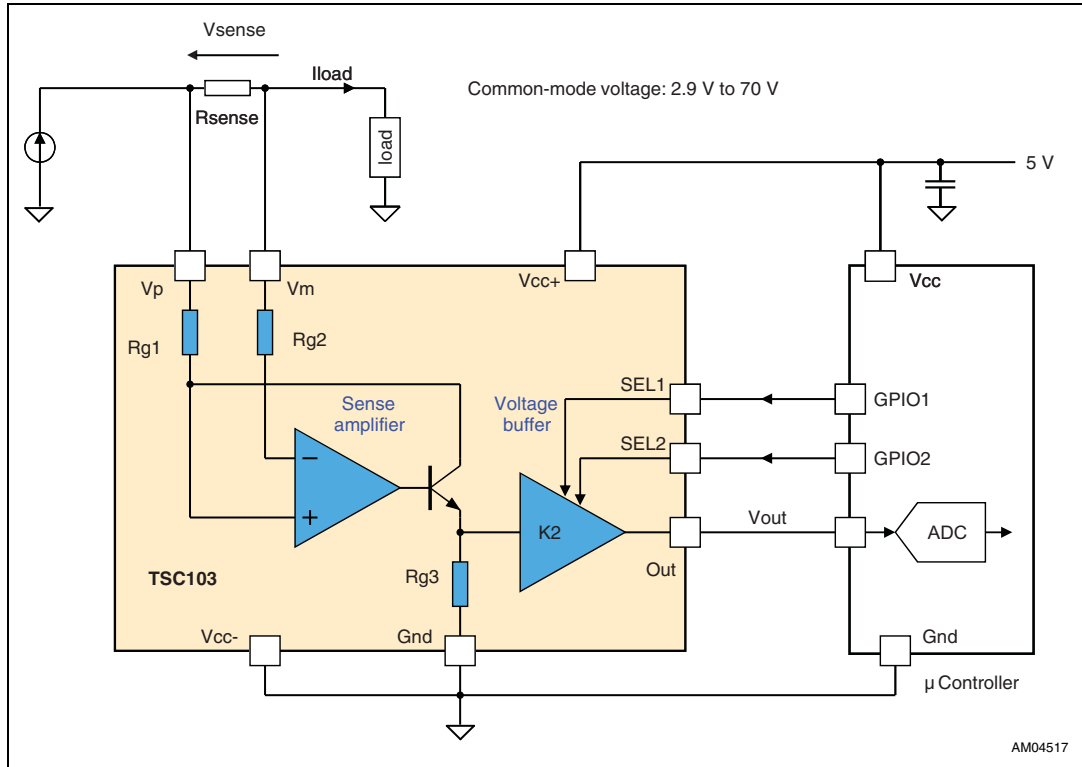 Vsense
Iload
Common-mode voltage: 2.9 V to 70 V
Rsense
load
5 V
Vp
Vm
Vcc+
Vcc
Rg1
Rg2
Sense
amplifier
Voltage
buffer
SEL1
GPIO1
SEL2
GPIO2
−
+
K2
Vout
ADC
Out
Rg3
TSC103
Vcc-
Gnd
Gnd
µ Controller
AM04517